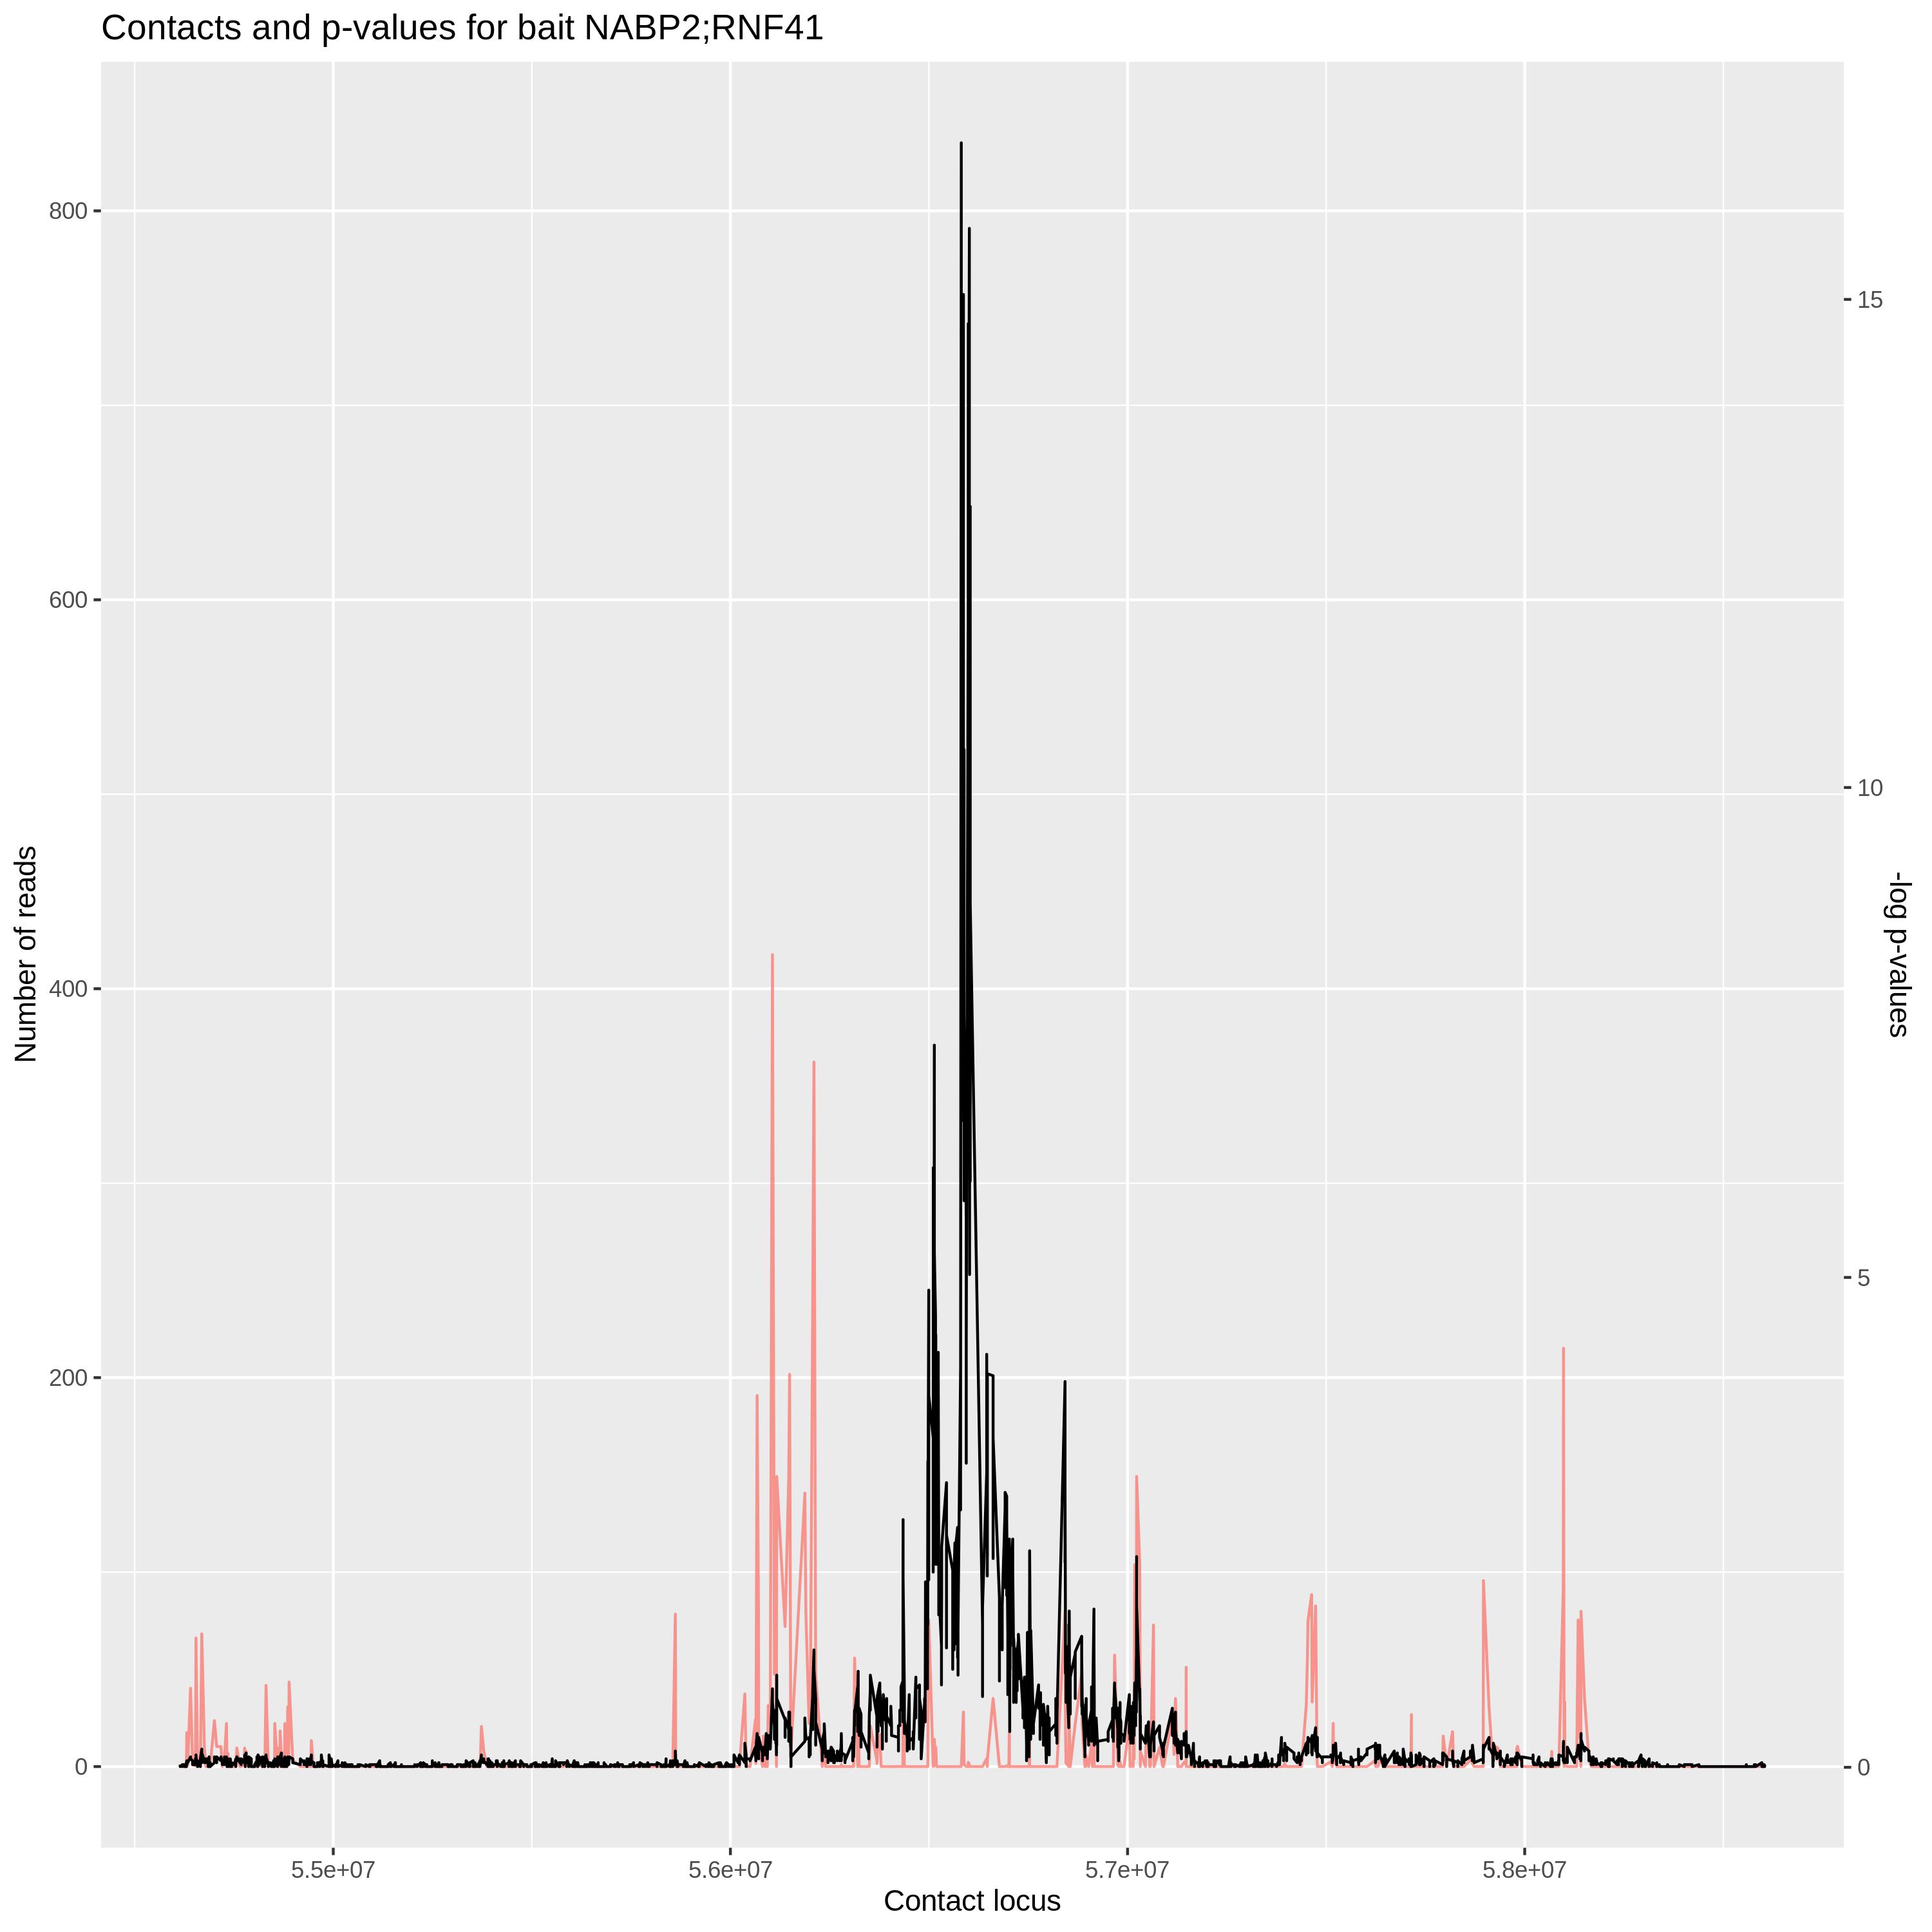 Contacts and p-values for bait NABP2;RNF41
Number of reads
800
600
400
200
0
15
10
5
0
-log p-values
5.5e+07 5.6e+07 5.7e+07 5.8e+07
Contact locus